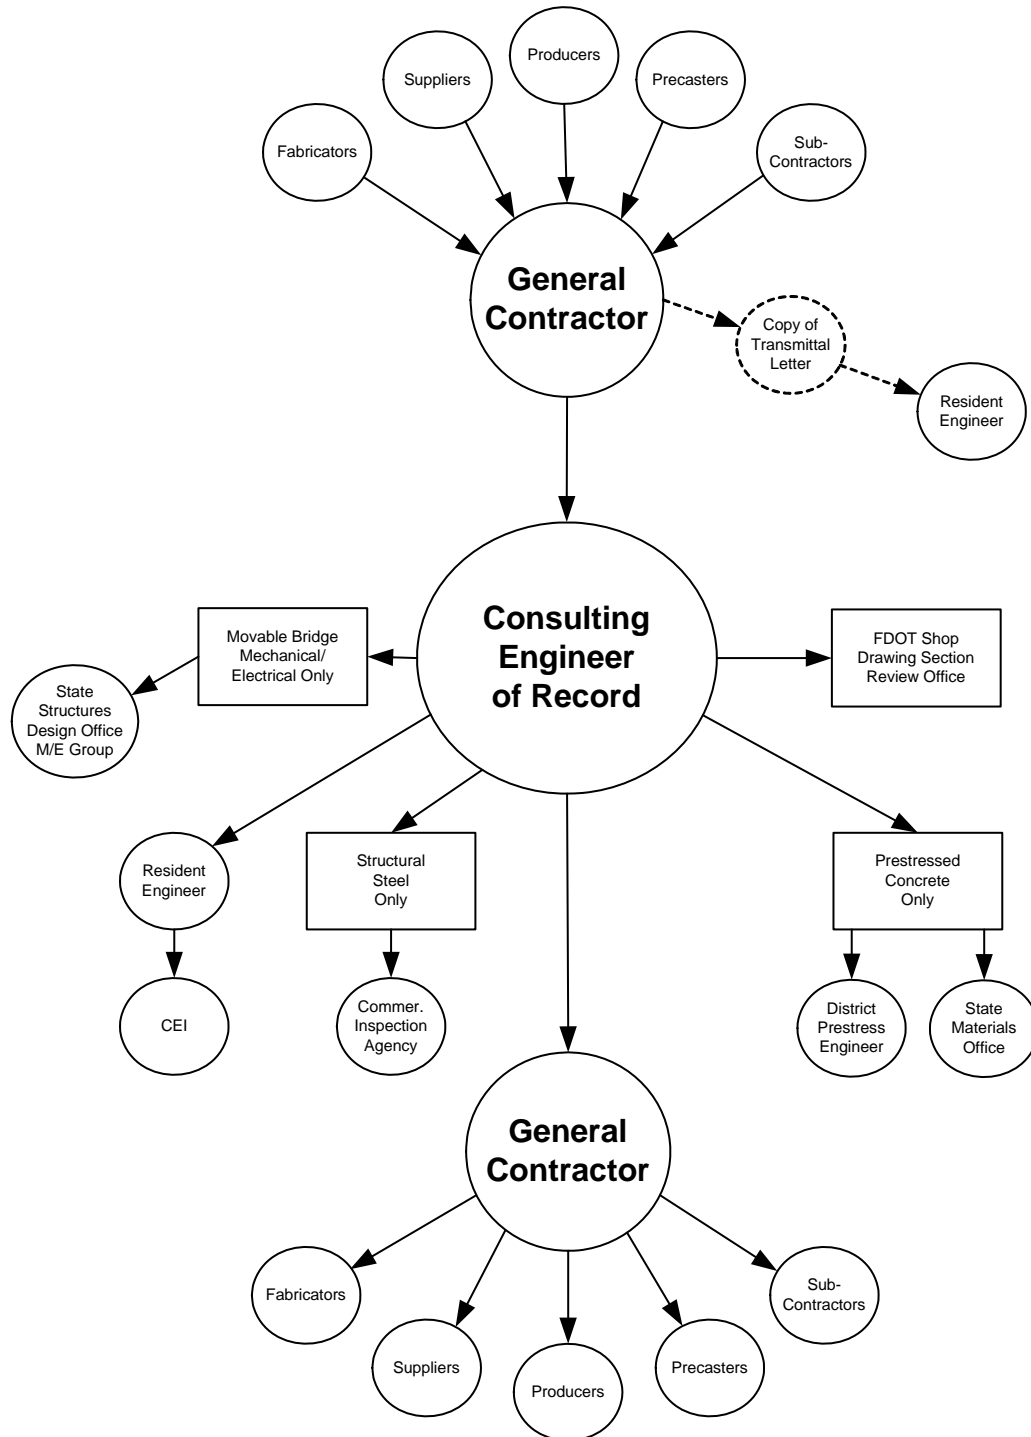 Producers
Suppliers
Precasters
Fabricators
Sub-
Contractors
General
Contractor
Copy of
Transmittal
Letter
Resident
Engineer
Consulting
Engineer
of Record
Movable Bridge
Mechanical/
Electrical Only
FDOT Shop
Drawing Section
Review Office
State
Structures
Design Office
M/E Group
Resident
Engineer
Structural
Steel
Only
Prestressed
Concrete
Only
CEI
Commer.
Inspection
Agency
District
Prestress
Engineer
State
Materials
Office
General
Contractor
Fabricators
Sub-
Contractors
Suppliers
Precasters
Producers